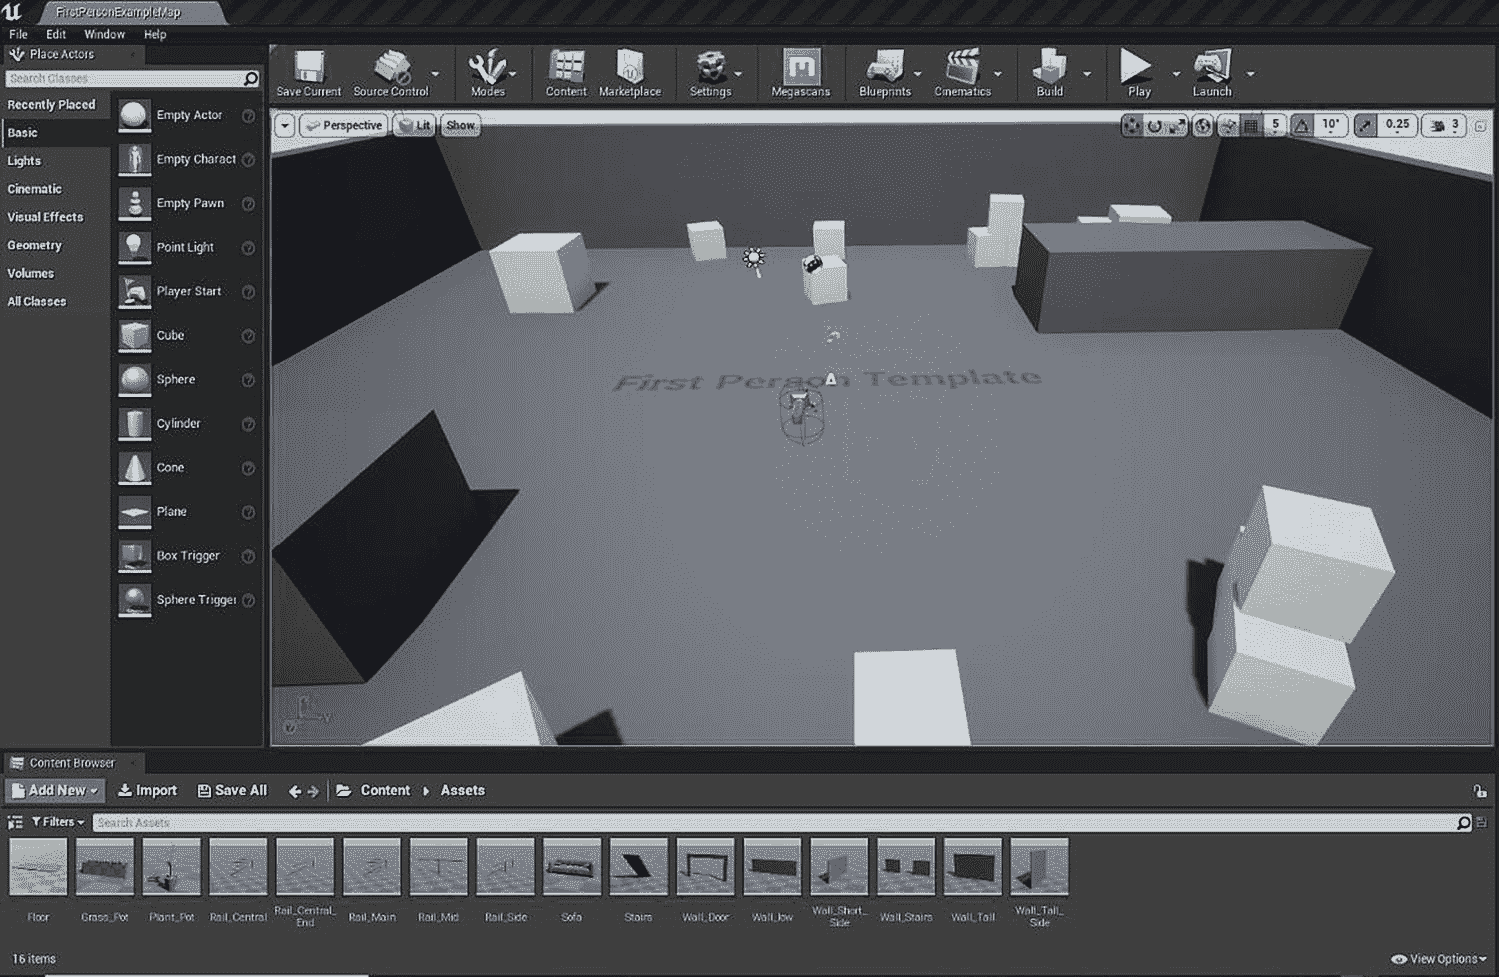 FirstPersonExampleMap
File Edit Window Help
Place Actors
Search Classes
Recently Placed
Basic
Lights
Cinematic
Visual Effects
Geometry
Volumes
All Classes
Empty Actor
Empty Charact
Empty Pawn
Point Light
Player Start
Cube
Sphere
Cylinder
Cone
Plane
Box Trigger
Sphere Trigger
Save Current Source Control Modes Content Marketplace Settings Megascans Blueprints Cinematics Build Play Launch
Perspective Lit Show 5 10° 0.25 3
First Person Template
Content Browser
Add New Import Save All Content Assets
Filters Search Assets
Floor Grass_Pot Plant_Pot Rail_Central Rail_Central_ Rail_Main Rail_Mid Rail_Side Sofa Stairs Wall_Door Wall_low Wall_Short_ Wall_Stairs Wall_Tall Wall_Tall_
End Side Side
16 items View Options